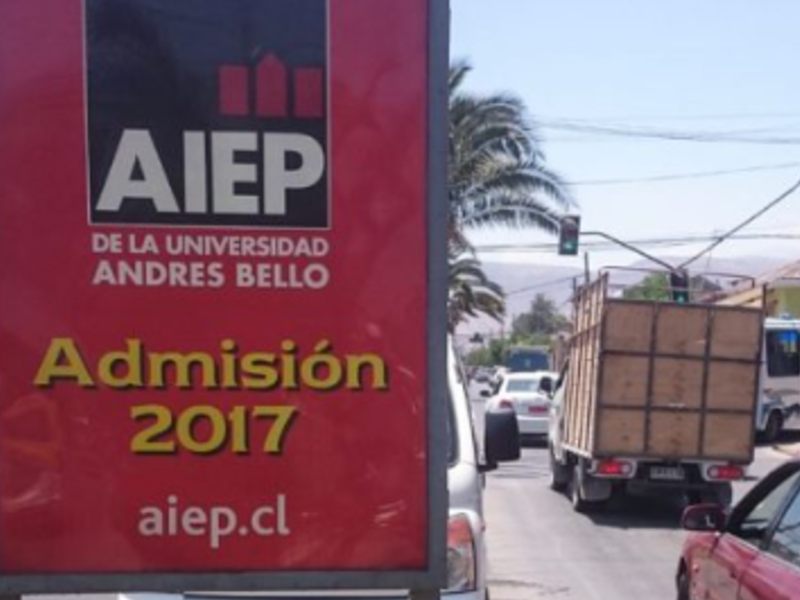 AIEP
DE LA UNIVERSIDAD
ANDRES BELLO
Admisión
2017
aiep.cl